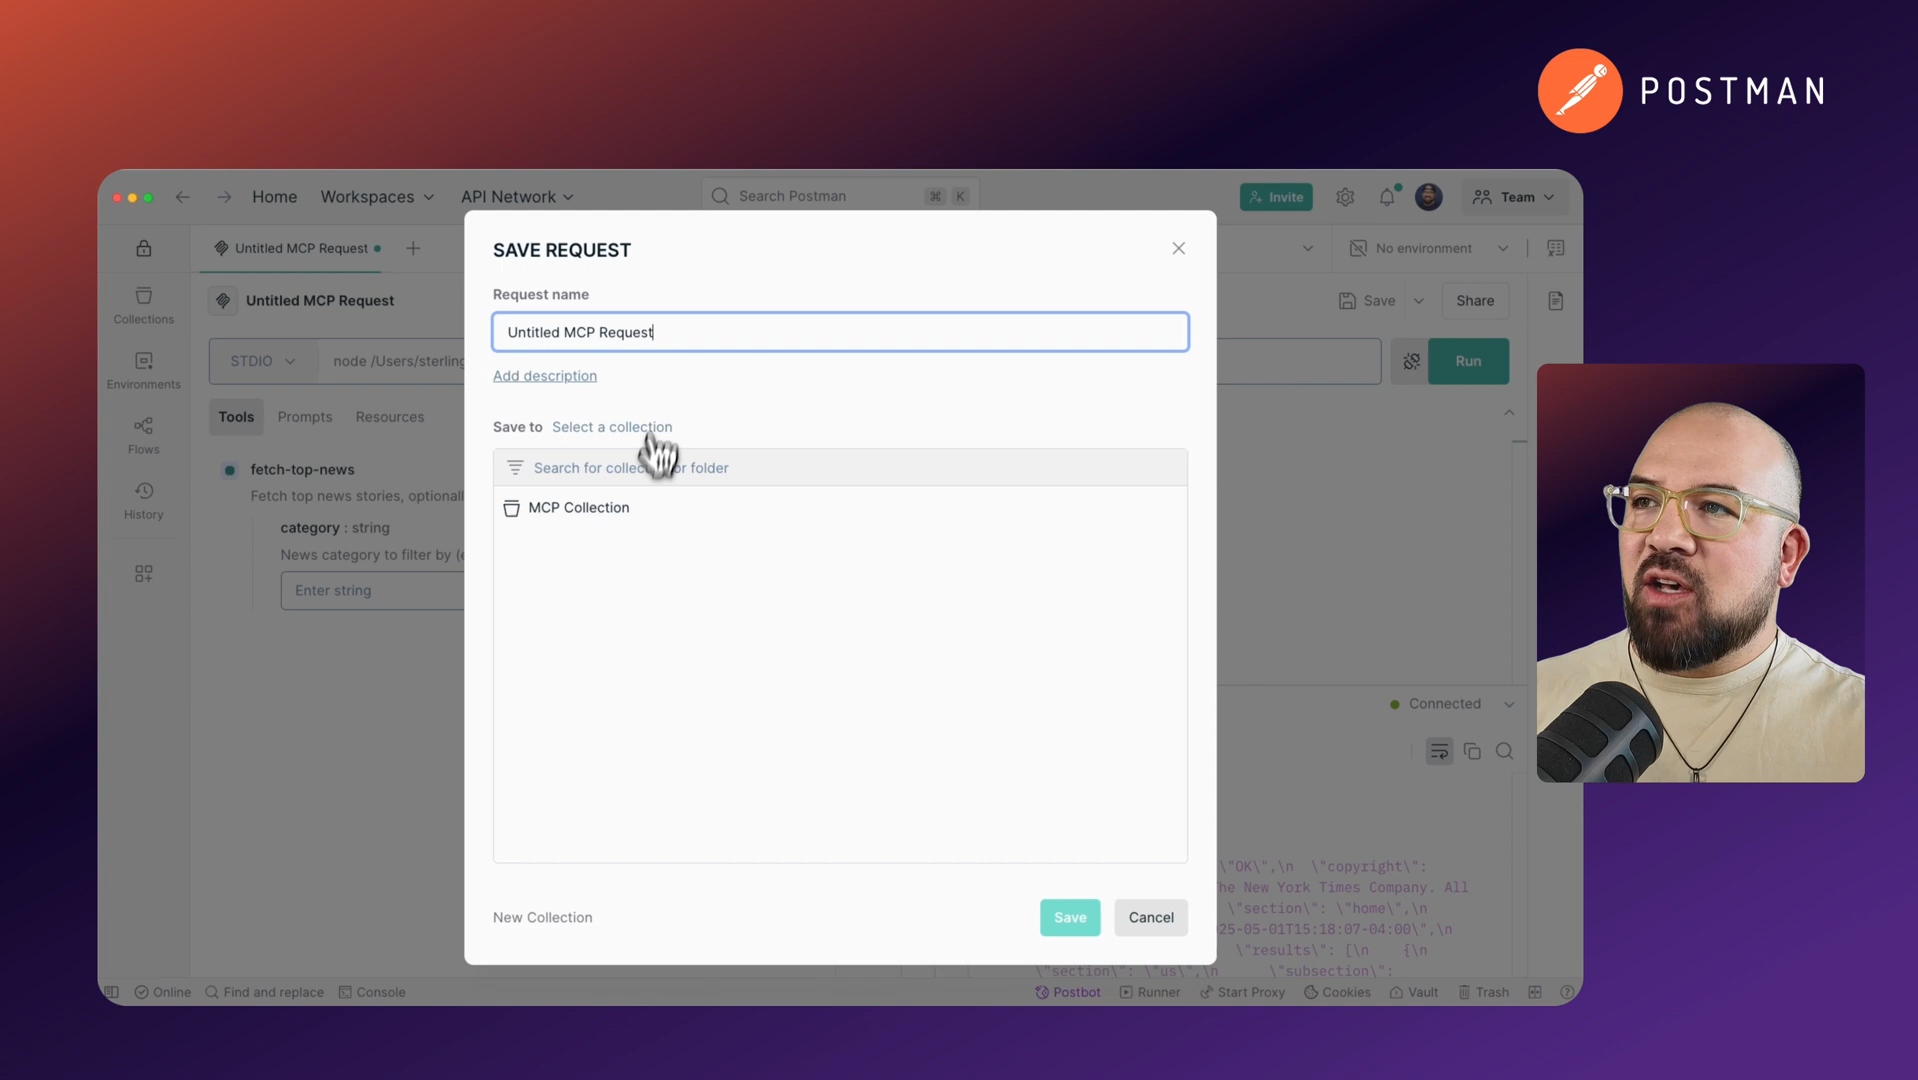 POSTMAN
Home Workspaces API Network Search Postman ⌘ K Invite Team
Untitled MCP Request No environment
SAVE REQUEST
Request name
Untitled MCP Request
Add description
Save to Select a collection
Search for collec or folder
MCP Collection
New Collection Save Cancel
Untitled MCP Request Save Share
STDIO node /Users/sterling Run
Tools Prompts Resources
fetch-top-news
Fetch top news stories, optionall
category : string
News category to filter by (e
Enter string
Collections
Environments
Flows
History
Connected
\"OK\",\n \"copyright\":
he New York Times Company. All
\"section\": \"home\",\n
25-05-01T15:18:07-04:00\",\n
\"results\": [\n {\n
\"section\": \"us\",\n \"subsection\":
Online Find and replace Console Postbot Runner Start Proxy Cookies Vault Trash